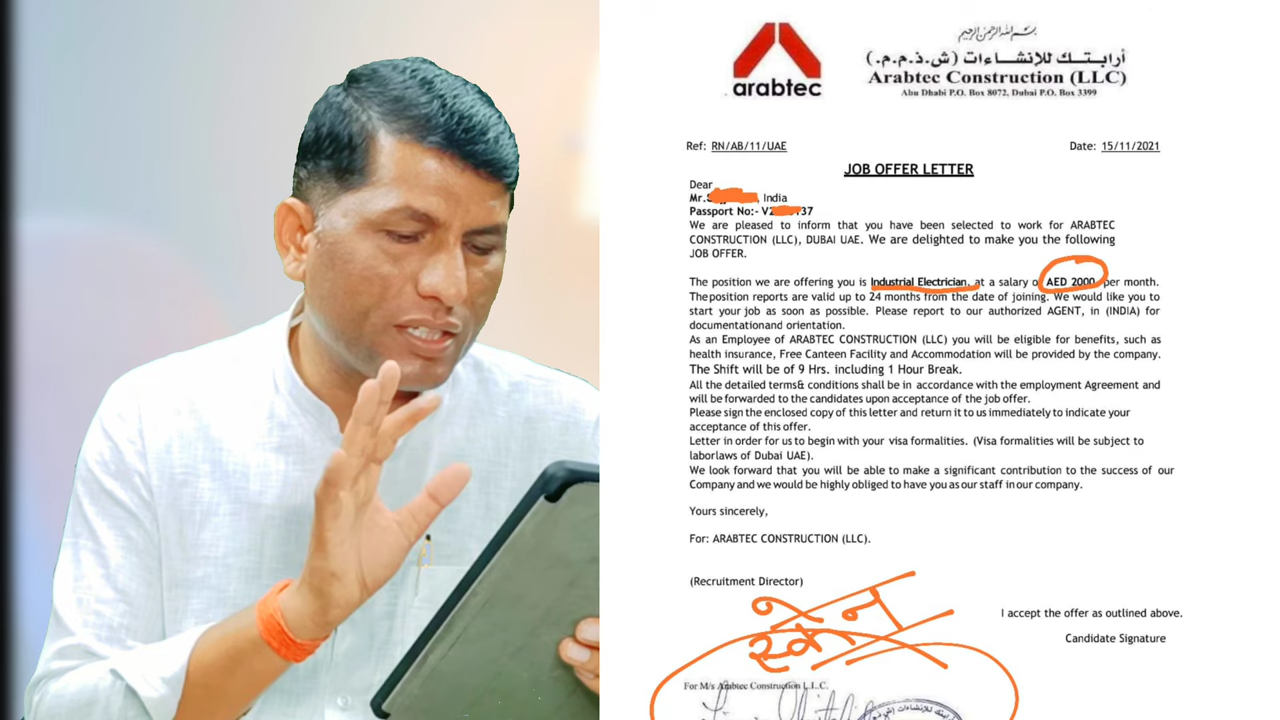 arabtec
بسم الله الرحمن الرحيم
أرابتك للإنشاءات (ش.ذ.م.م.)
Arabtec Construction (LLC)
Abu Dhabi P.O. Box 8072, Dubai P.O. Box 3399
Ref: RN/AB/11/UAE Date: 15/11/2021
JOB OFFER LETTER
Dear
Mr. , India
Passport No:- V2 37
We are pleased to inform that you have been selected to work for ARABTEC
CONSTRUCTION (LLC), DUBAI UAE. We are delighted to make you the following
JOB OFFER.
The position we are offering you is Industrial Electrician, at a salary of AED 2000 per month.
Theposition reports are valid up to 24 months from the date of joining. We would like you to
start your job as soon as possible. Please report to our authorized AGENT, in (INDIA) for
documentationand orientation.
As an Employee of ARABTEC CONSTRUCTION (LLC) you will be eligible for benefits, such as
health insurance, Free Canteen Facility and Accommodation will be provided by the company.
The Shift will be of 9 Hrs. including 1 Hour Break.
All the detailed terms& conditions shall be in accordance with the employment Agreement and
will be forwarded to the candidates upon acceptance of the job offer.
Please sign the enclosed copy of this letter and return it to us immediately to indicate your
acceptance of this offer.
Letter in order for us to begin with your visa formalities. (Visa formalities will be subject to
laborlaws of Dubai UAE).
We look forward that you will be able to make a significant contribution to the success of our
Company and we would be highly obliged to have you as our staff in our company.
Yours sincerely,
For: ARABTEC CONSTRUCTION (LLC).
(Recruitment Director)
I accept the offer as outlined above.
Candidate Signature
For M/s Arabtec Construction L.L.C.